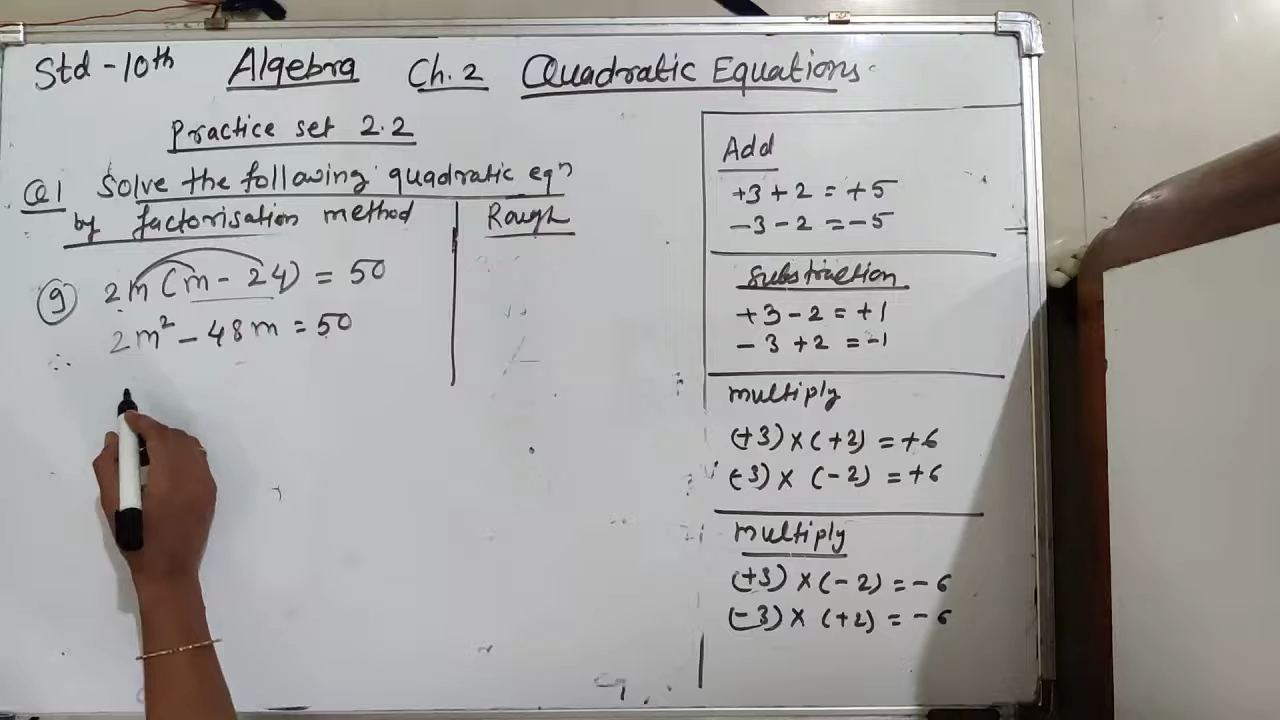 Std - 10th Algebra Ch. 2 Quadratic Equations
Practice set 2.2
Q1 Solve the following quadratic eqn
by factorisation method
Rough
9 2m (m - 24) = 50
2m² - 48m = 50
∴
Add
+3 + 2 = +5
-3 - 2 = -5
Substraction
+3 - 2 = +1
-3 + 2 = -1
multiply
(+3) × (+2) = +6
(-3) × (-2) = +6
multiply
(+3) × (-2) = -6
(-3) × (+2) = -6